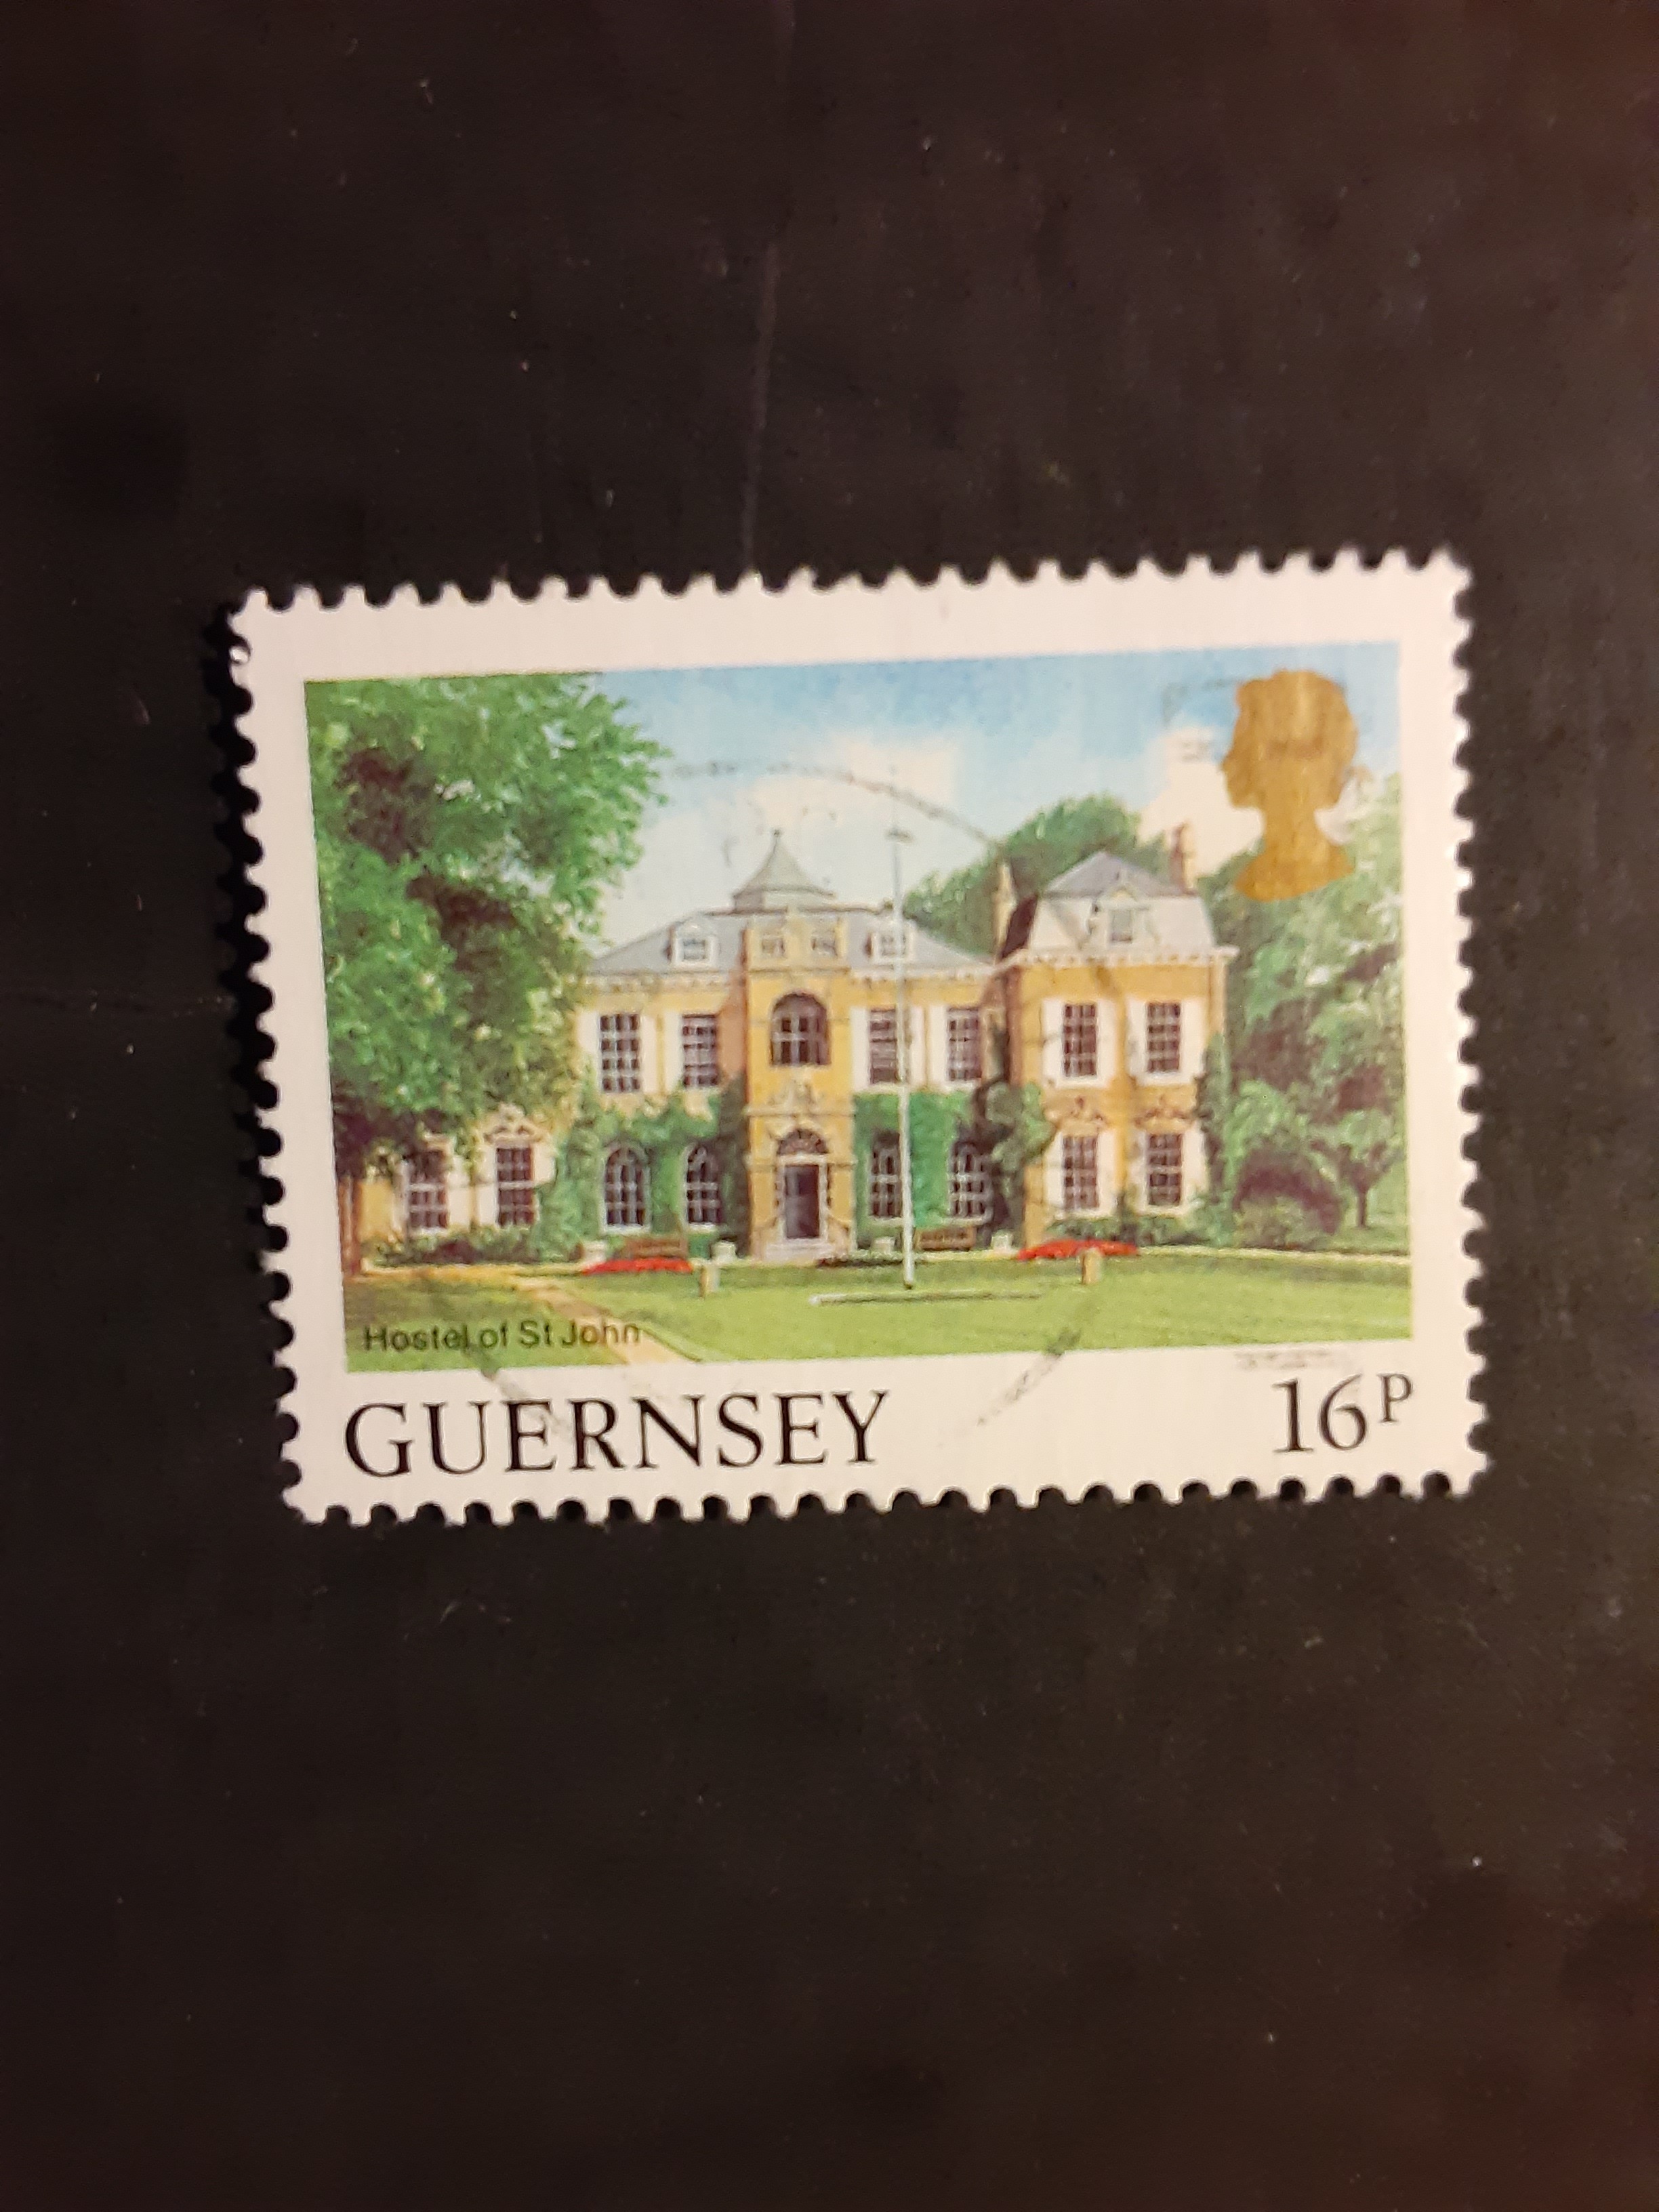 Hostel of St John
GUERNSEY
16P